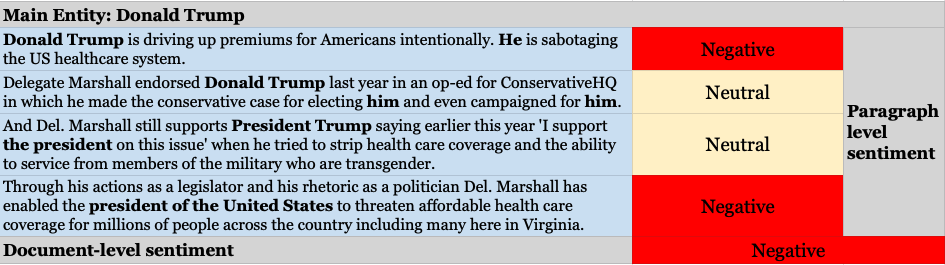 Main Entity: Donald Trump
Donald Trump is driving up premiums for Americans intentionally. He is sabotaging
the US healthcare system.
Negative
Delegate Marshall endorsed Donald Trump last year in an op-ed for ConservativeHQ
in which he made the conservative case for electing him and even campaigned for him.
Neutral
And Del. Marshall still supports President Trump saying earlier this year 'I support
the president on this issue' when he tried to strip health care coverage and the ability
to service from members of the military who are transgender.
Neutral
Through his actions as a legislator and his rhetoric as a politician Del. Marshall has
enabled the president of the United States to threaten affordable health care
coverage for millions of people across the country including many here in Virginia.
Negative
Paragraph
level
sentiment
Document-level sentiment
Negative